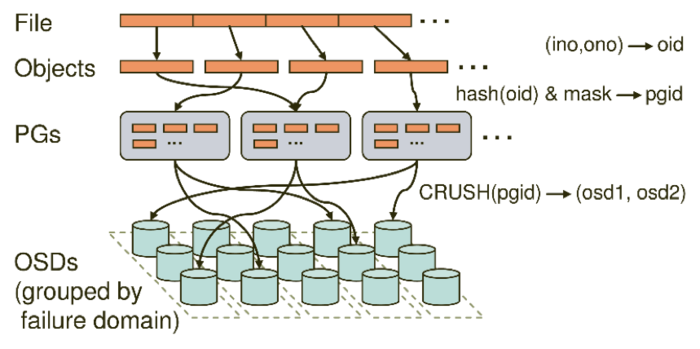 File
...
(ino,ono) → oid
Objects
...
hash(oid) & mask → pgid
PGs
...
...
...
...
CRUSH(pgid) → (osd1, osd2)
OSDs
(grouped by
failure domain)